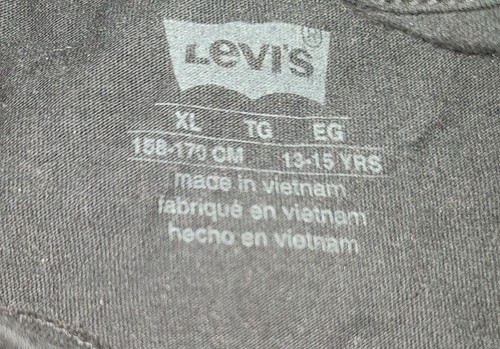 LEVI'S®
XL TG EG
158-170 CM 13-15 YRS
made in vietnam
fabriqué en vietnam
hecho en vietnam